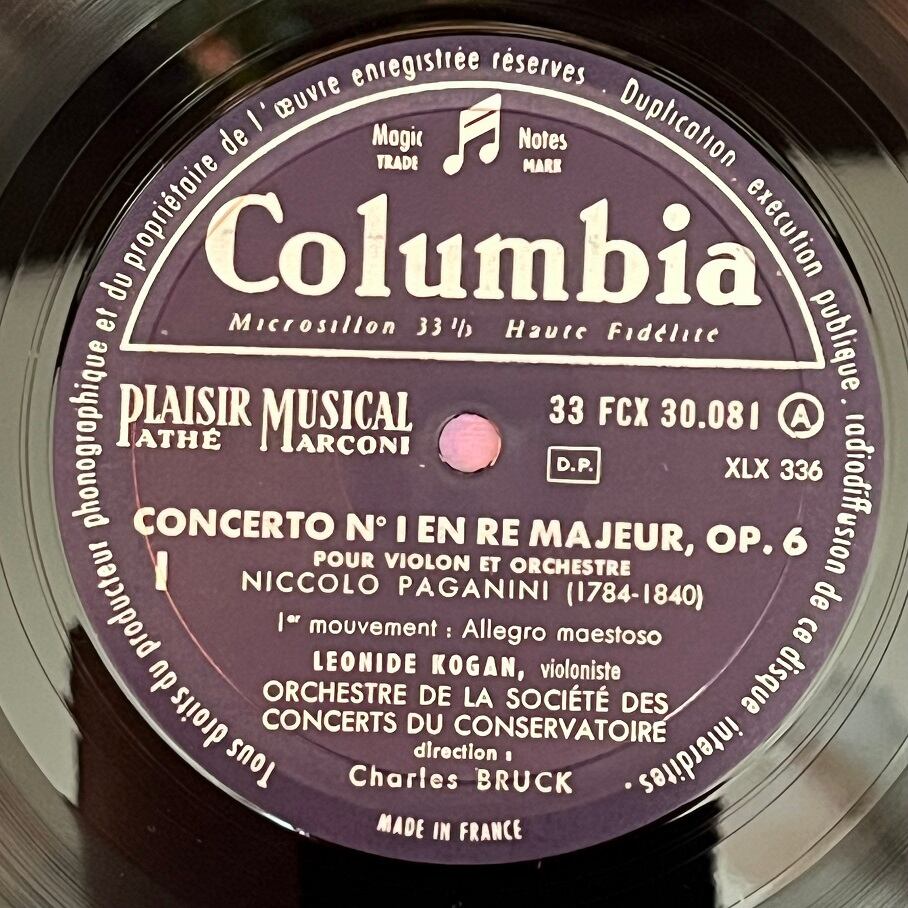 Tous droits du producteur phonographique et du propriétaire de l'œuvre enregistrée réserves . Duplication, exécution publique, radiodiffusion de ce disque interdites.
Magic Notes
TRADE MARK
Columbia
Microsillon 33 1/3 Haute Fidélité
PLAISIR MUSICAL
PATHÉ MARCONI
33 FCX 30.081 A
D.P.
XLX 336
CONCERTO N° I EN RE MAJEUR, OP. 6
POUR VIOLON ET ORCHESTRE
NICCOLO PAGANINI (1784-1840)
1er mouvement : Allegro maestoso
LEONIDE KOGAN, violoniste
ORCHESTRE DE LA SOCIÉTÉ DES
CONCERTS DU CONSERVATOIRE
direction :
Charles BRUCK
MADE IN FRANCE